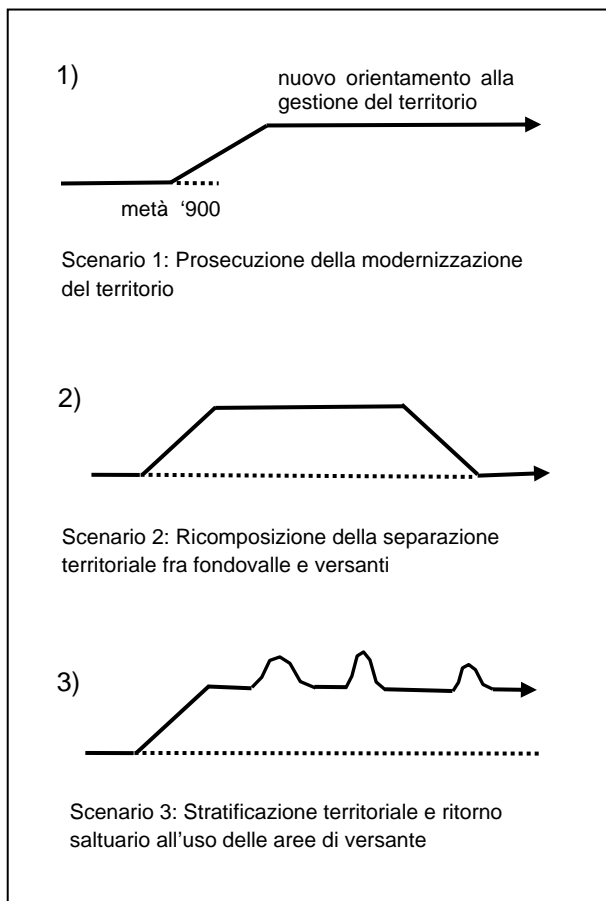 1)
nuovo orientamento alla
gestione del territorio
metà ‘900
Scenario 1: Prosecuzione della modernizzazione
del territorio
2)
Scenario 2: Ricomposizione della separazione
territoriale fra fondovalle e versanti
3)
Scenario 3: Stratificazione territoriale e ritorno
saltuario all’uso delle aree di versante